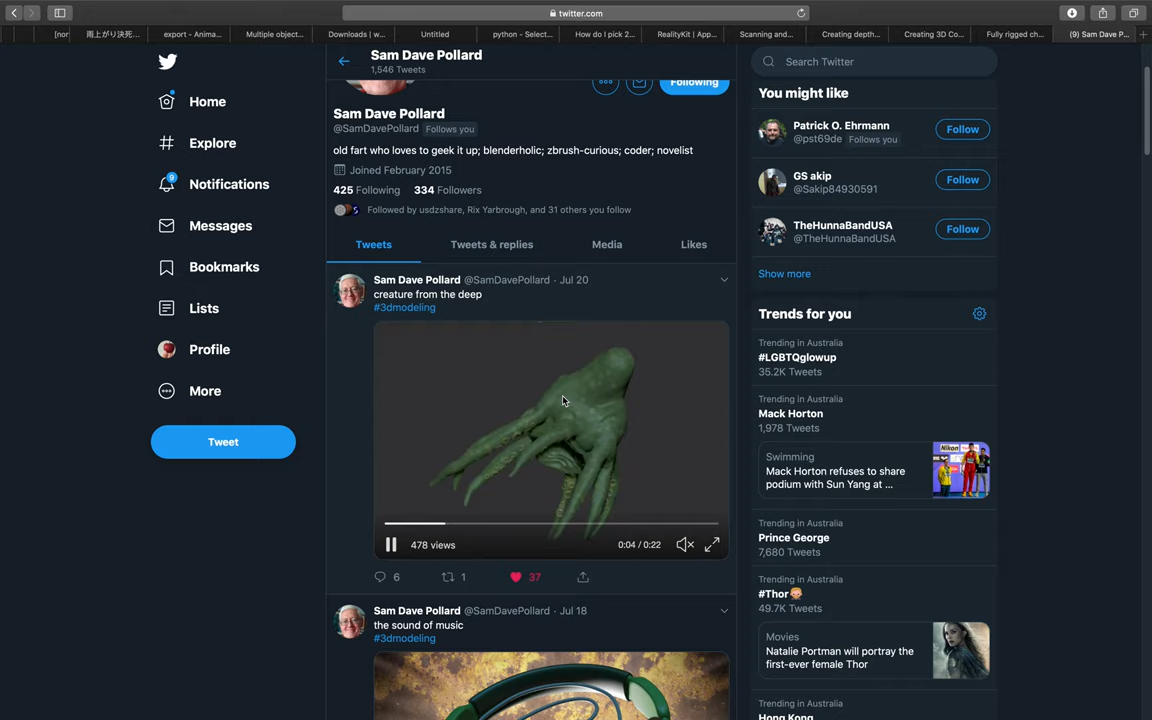 twitter.com
[nor
雨上がり決死...
export - Anima...
Multiple object...
Downloads | w...
Untitled
python - Select...
How do I pick 2...
RealityKit | App...
Scanning and...
Creating depth...
Creating 3D Co...
Fully rigged ch...
(9) Sam Dave P...
Home
Explore
9
Notifications
Messages
Bookmarks
Lists
Profile
More
Tweet
Sam Dave Pollard
1,546 Tweets
Following
Sam Dave Pollard
@SamDavePollard Follows you
old fart who loves to geek it up; blenderholic; zbrush-curious; coder; novelist
Joined February 2015
425 Following 334 Followers
Followed by usdzshare, Rix Yarbrough, and 31 others you follow
Tweets
Tweets & replies
Media
Likes
Sam Dave Pollard @SamDavePollard · Jul 20
creature from the deep
#3dmodeling
478 views
0:04 / 0:22
6
1
37
Sam Dave Pollard @SamDavePollard · Jul 18
the sound of music
#3dmodeling
Search Twitter
You might like
Patrick O. Ehrmann
@pst69de Follows you
Follow
GS akip
@Sakip84930591
Follow
TheHunnaBandUSA
@TheHunnaBandUSA
Follow
Show more
Trends for you
Trending in Australia
#LGBTQglowup
35.2K Tweets
Trending in Australia
Mack Horton
1,978 Tweets
Swimming
Mack Horton refuses to share
podium with Sun Yang at ...
Nikon
Trending in Australia
Prince George
7,680 Tweets
Trending in Australia
#Thor
49.7K Tweets
Movies
Natalie Portman will portray the
first-ever female Thor
Trending in Australia
Hong Kong